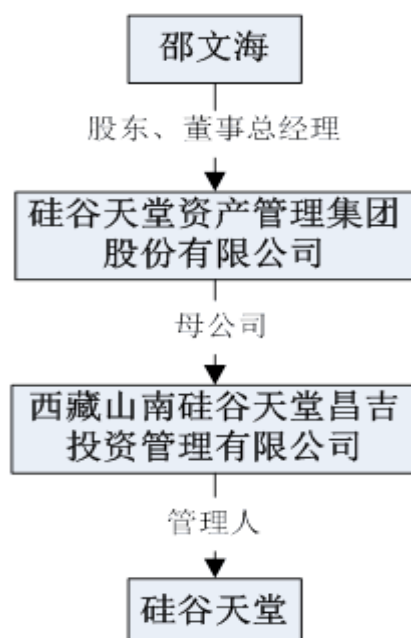 邵文海
股东、董事总经理
硅谷天堂资产管理集团
股份有限公司
母公司
西藏山南硅谷天堂昌吉
投资管理有限公司
管理人
硅谷天堂